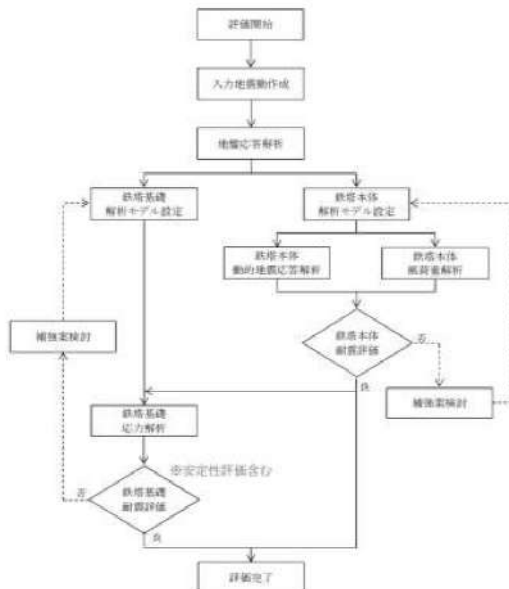 評価開始
入力地震動作成
地盤応答解析
鉄塔基礎
解析モデル設定
鉄塔本体
解析モデル設定
鉄塔本体
動的地震応答解析
鉄塔本体
風荷重解析
鉄塔本体
耐震評価
否
補強案検討
補強案検討
良
鉄塔基礎
応力解析
※安定性評価含む
鉄塔基礎
耐震評価
否
良
評価完了